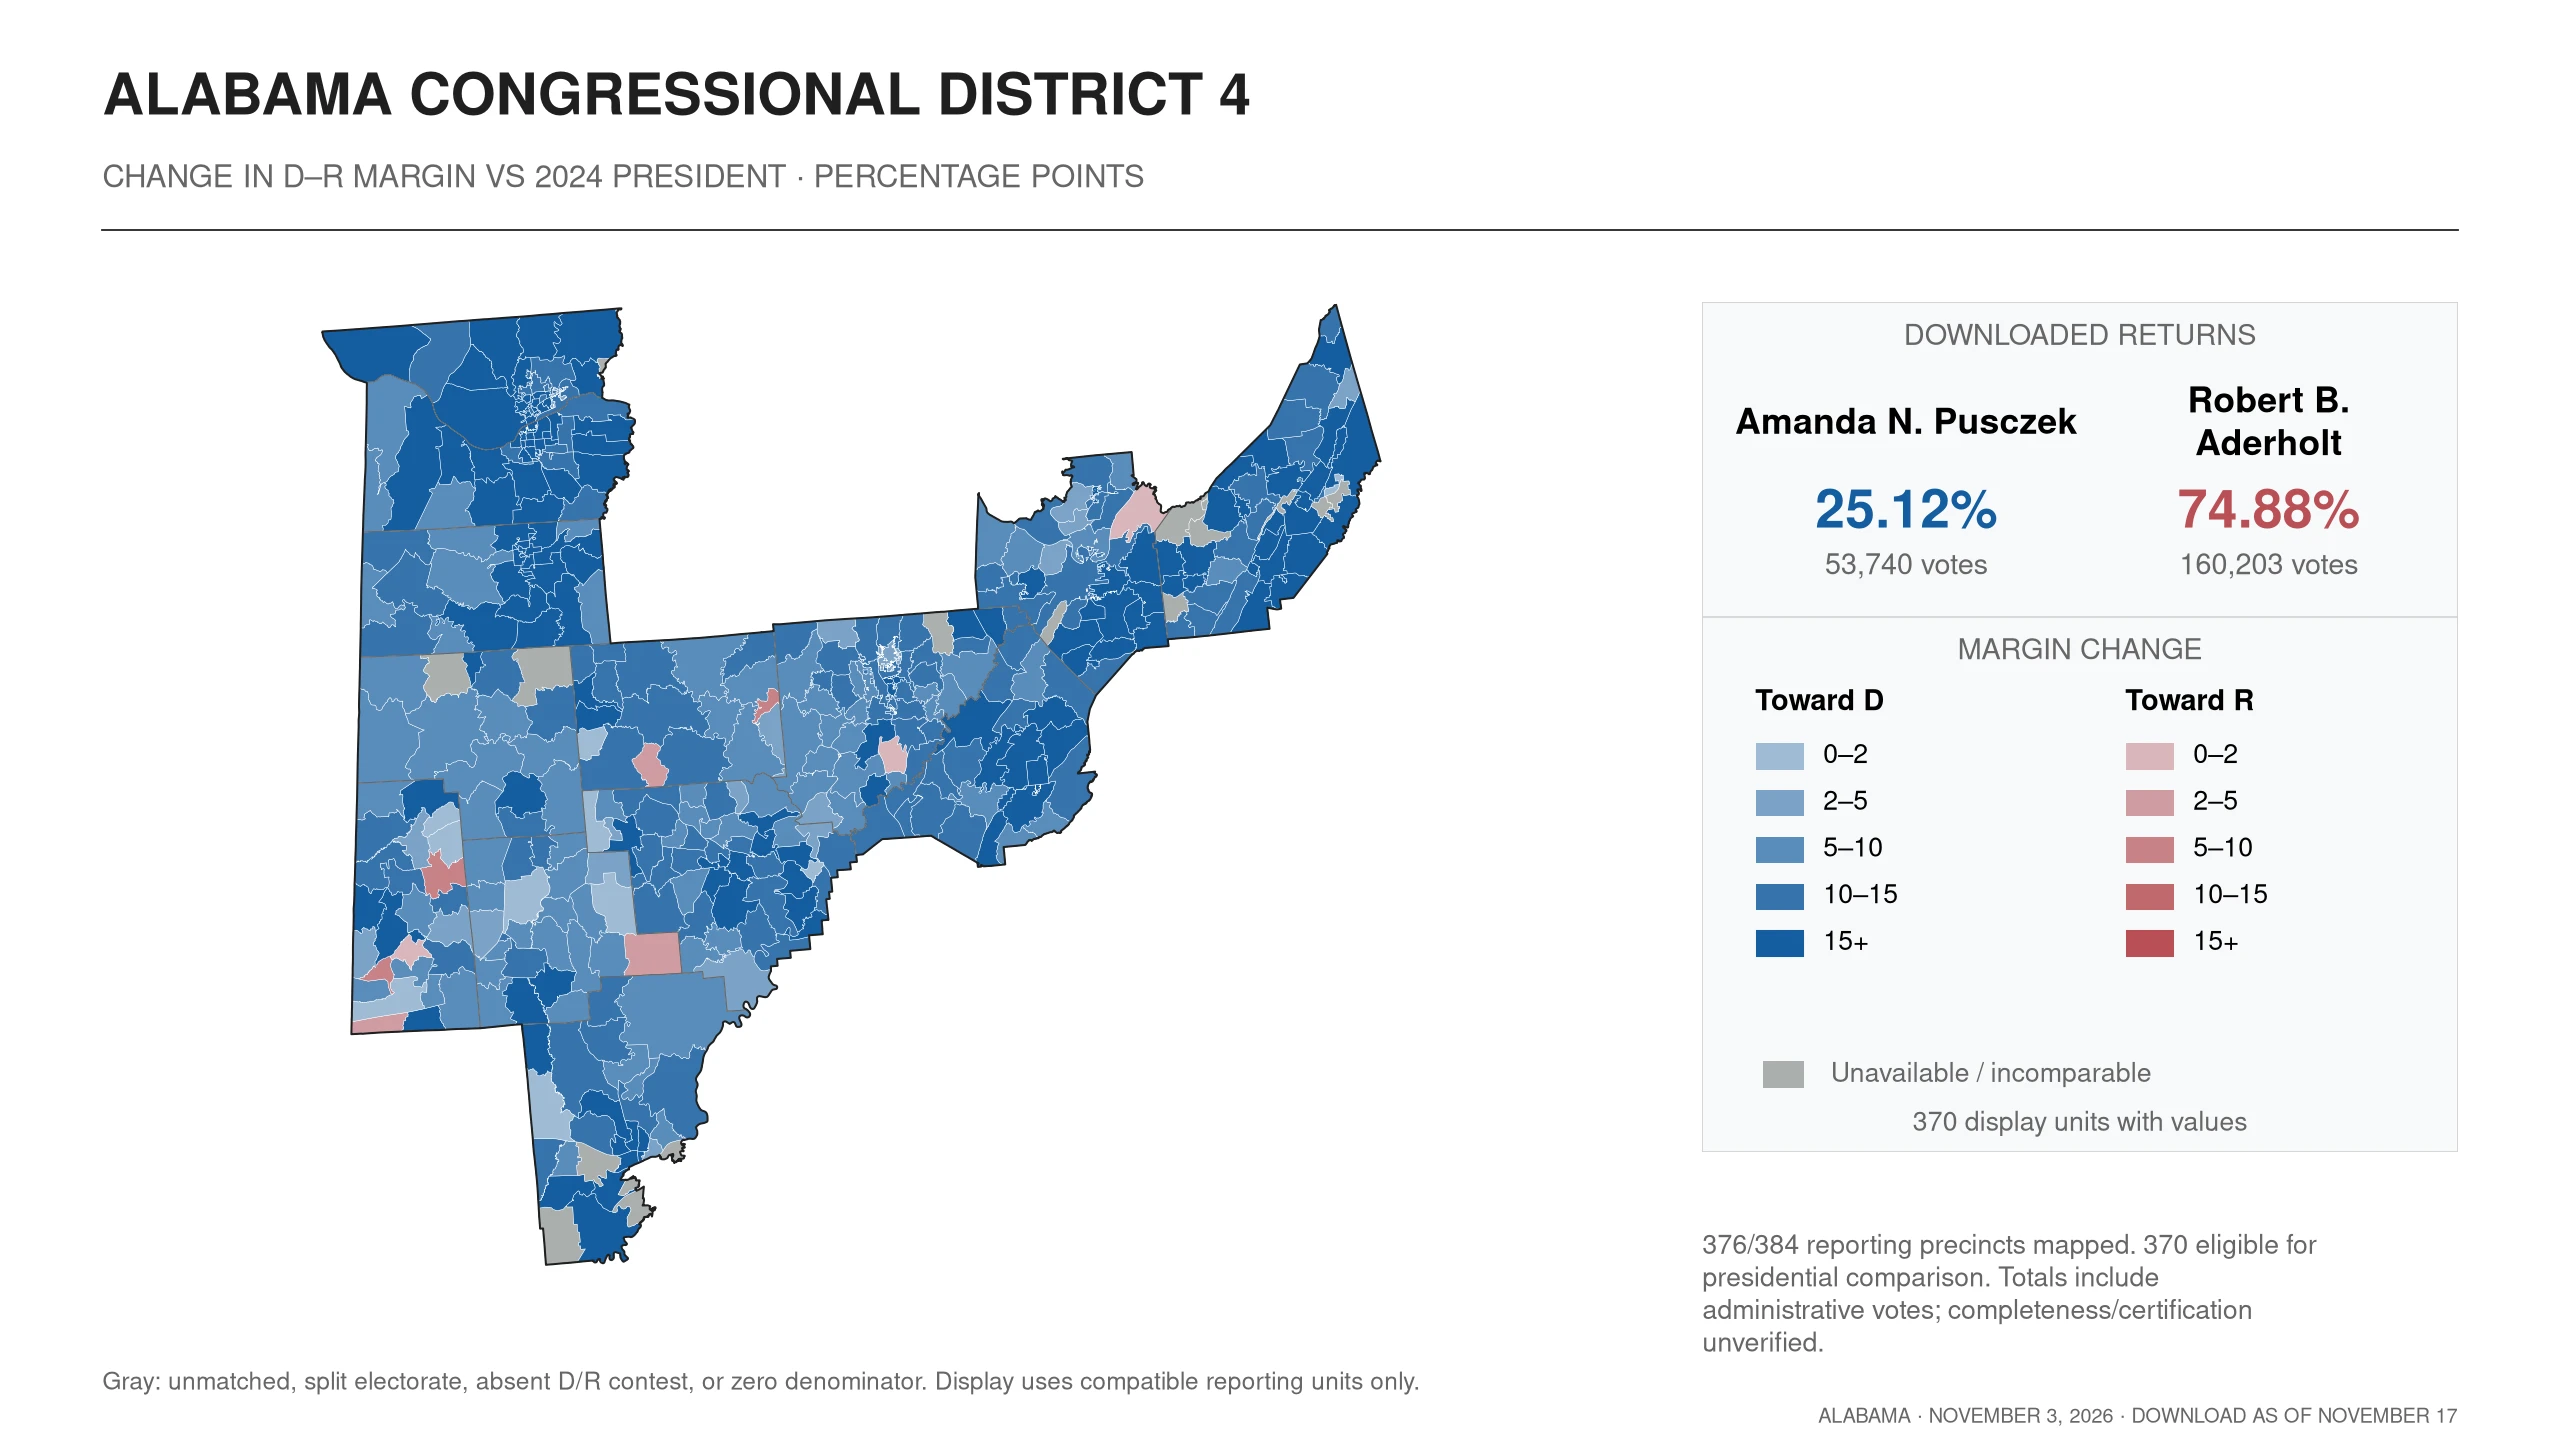 ALABAMA CONGRESSIONAL DISTRICT 4
CHANGE IN D–R MARGIN VS 2024 PRESIDENT · PERCENTAGE POINTS
DOWNLOADED RETURNS
Amanda N. Pusczek
25.12%
53,740 votes
Robert B.
Aderholt
74.88%
160,203 votes
MARGIN CHANGE
Toward D
0–2
2–5
5–10
10–15
15+
Toward R
0–2
2–5
5–10
10–15
15+
Unavailable / incomparable
370 display units with values
376/384 reporting precincts mapped. 370 eligible for
presidential comparison. Totals include
administrative votes; completeness/certification
unverified.
Gray: unmatched, split electorate, absent D/R contest, or zero denominator. Display uses compatible reporting units only.
ALABAMA · NOVEMBER 3, 2026 · DOWNLOAD AS OF NOVEMBER 17